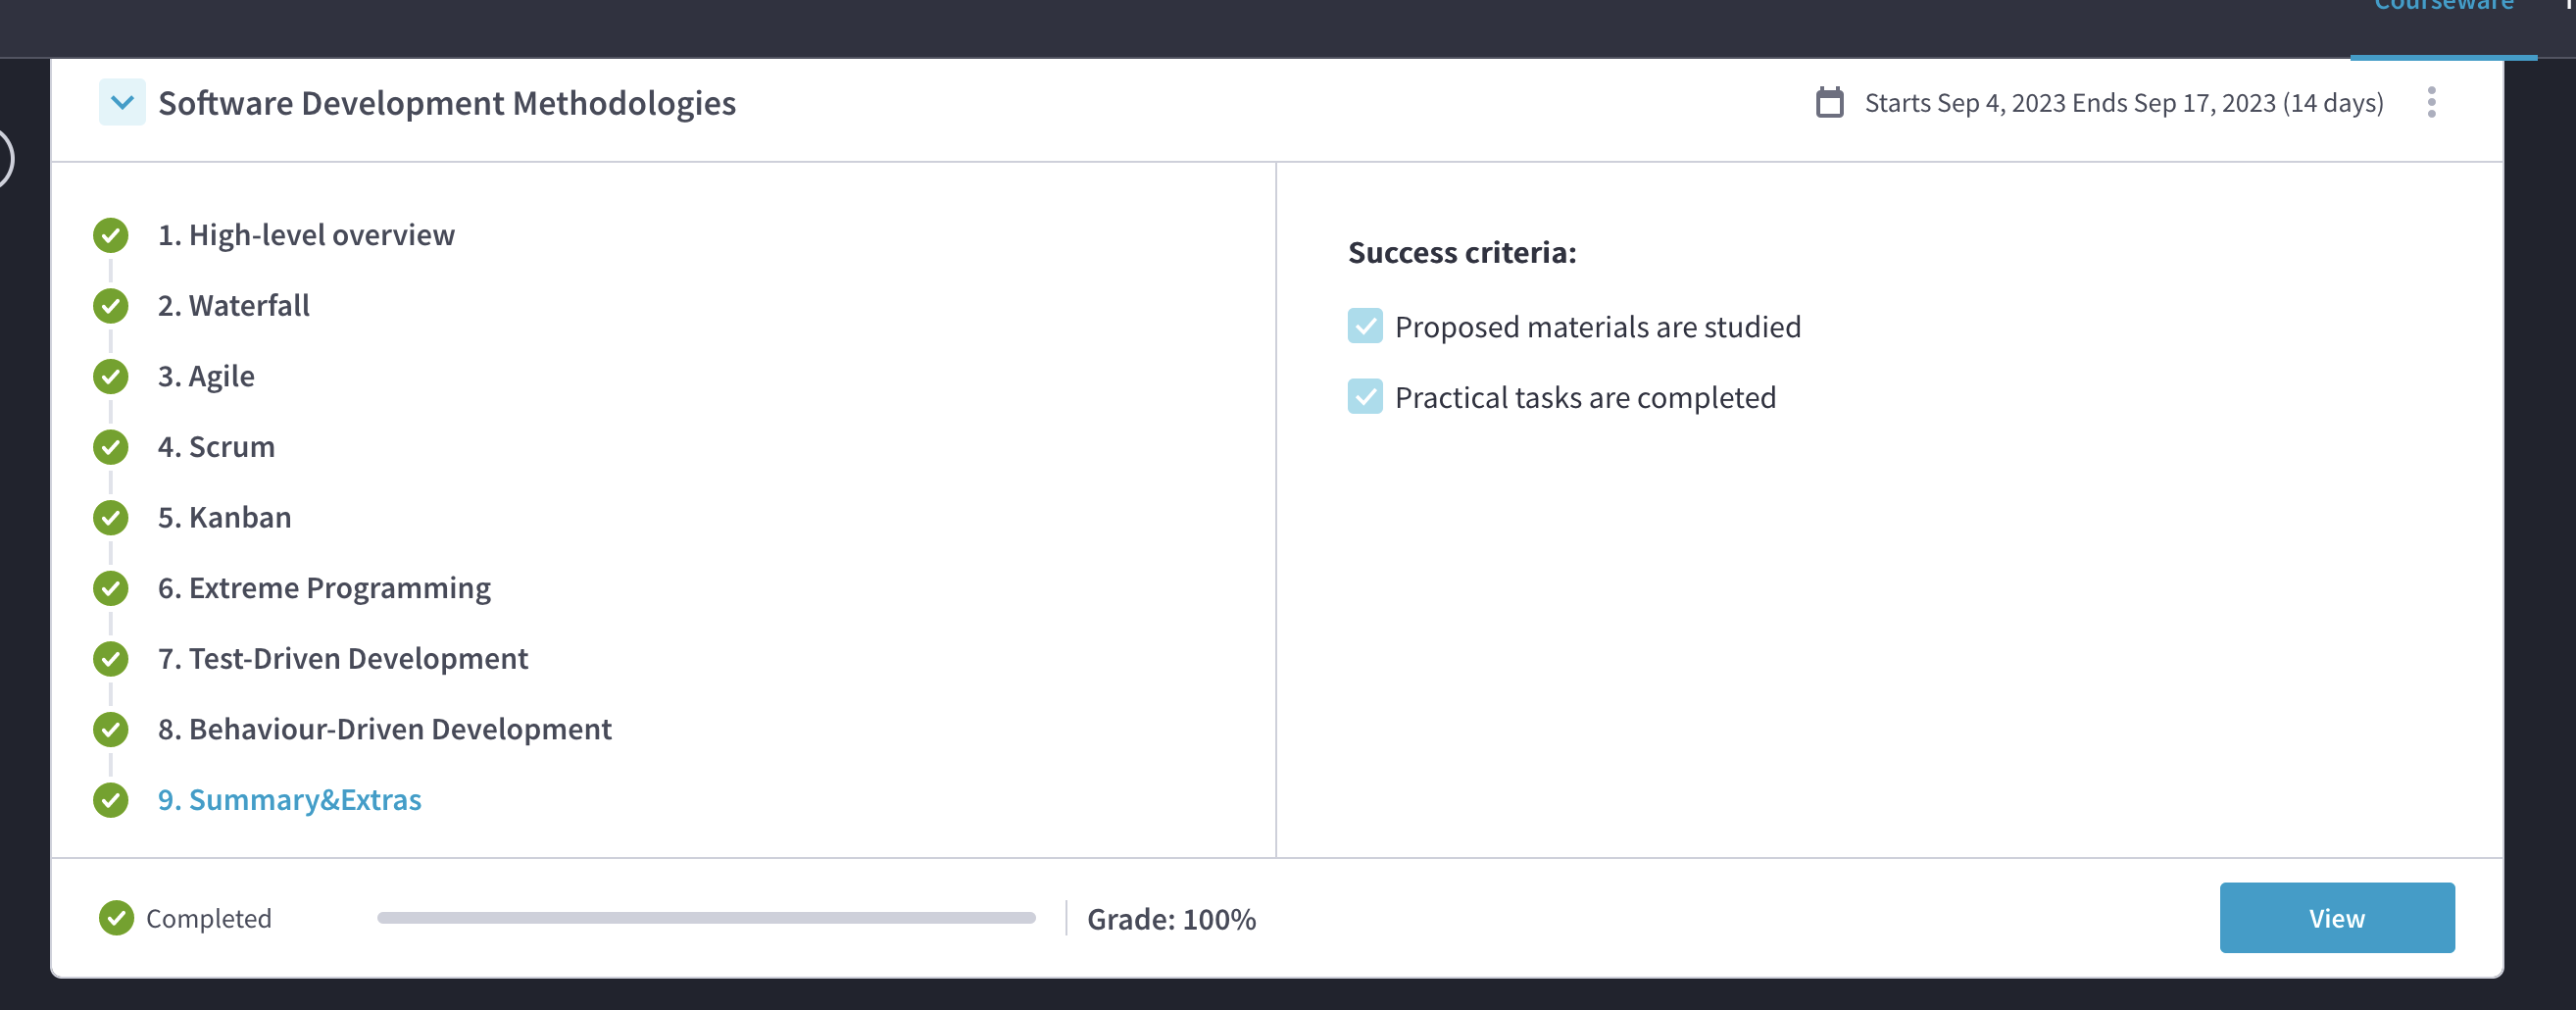 Courseware
Software Development Methodologies
Starts Sep 4, 2023 Ends Sep 17, 2023 (14 days)
1. High-level overview
2. Waterfall
3. Agile
4. Scrum
5. Kanban
6. Extreme Programming
7. Test-Driven Development
8. Behaviour-Driven Development
9. Summary&Extras
Success criteria:
Proposed materials are studied
Practical tasks are completed
Completed
Grade: 100%
View